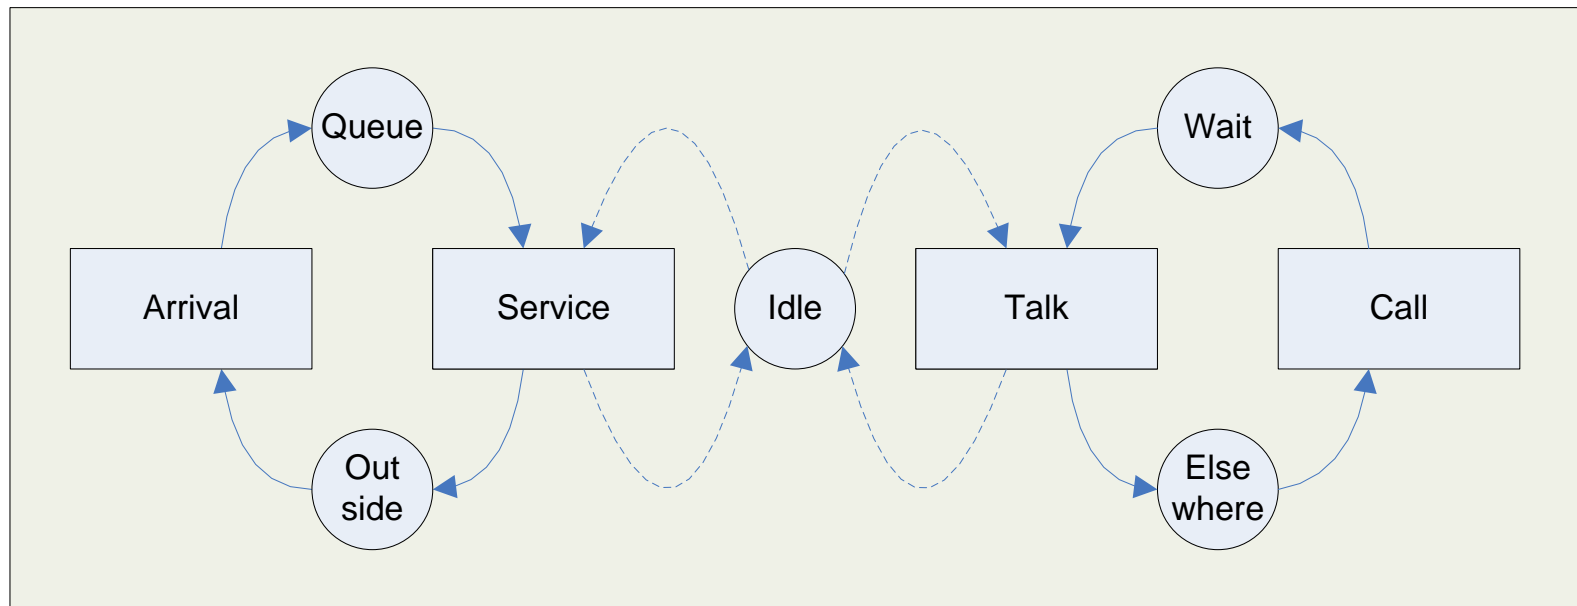 Queue
Wait
Arrival
Service
Idle
Talk
Call
Out
side
Else
where